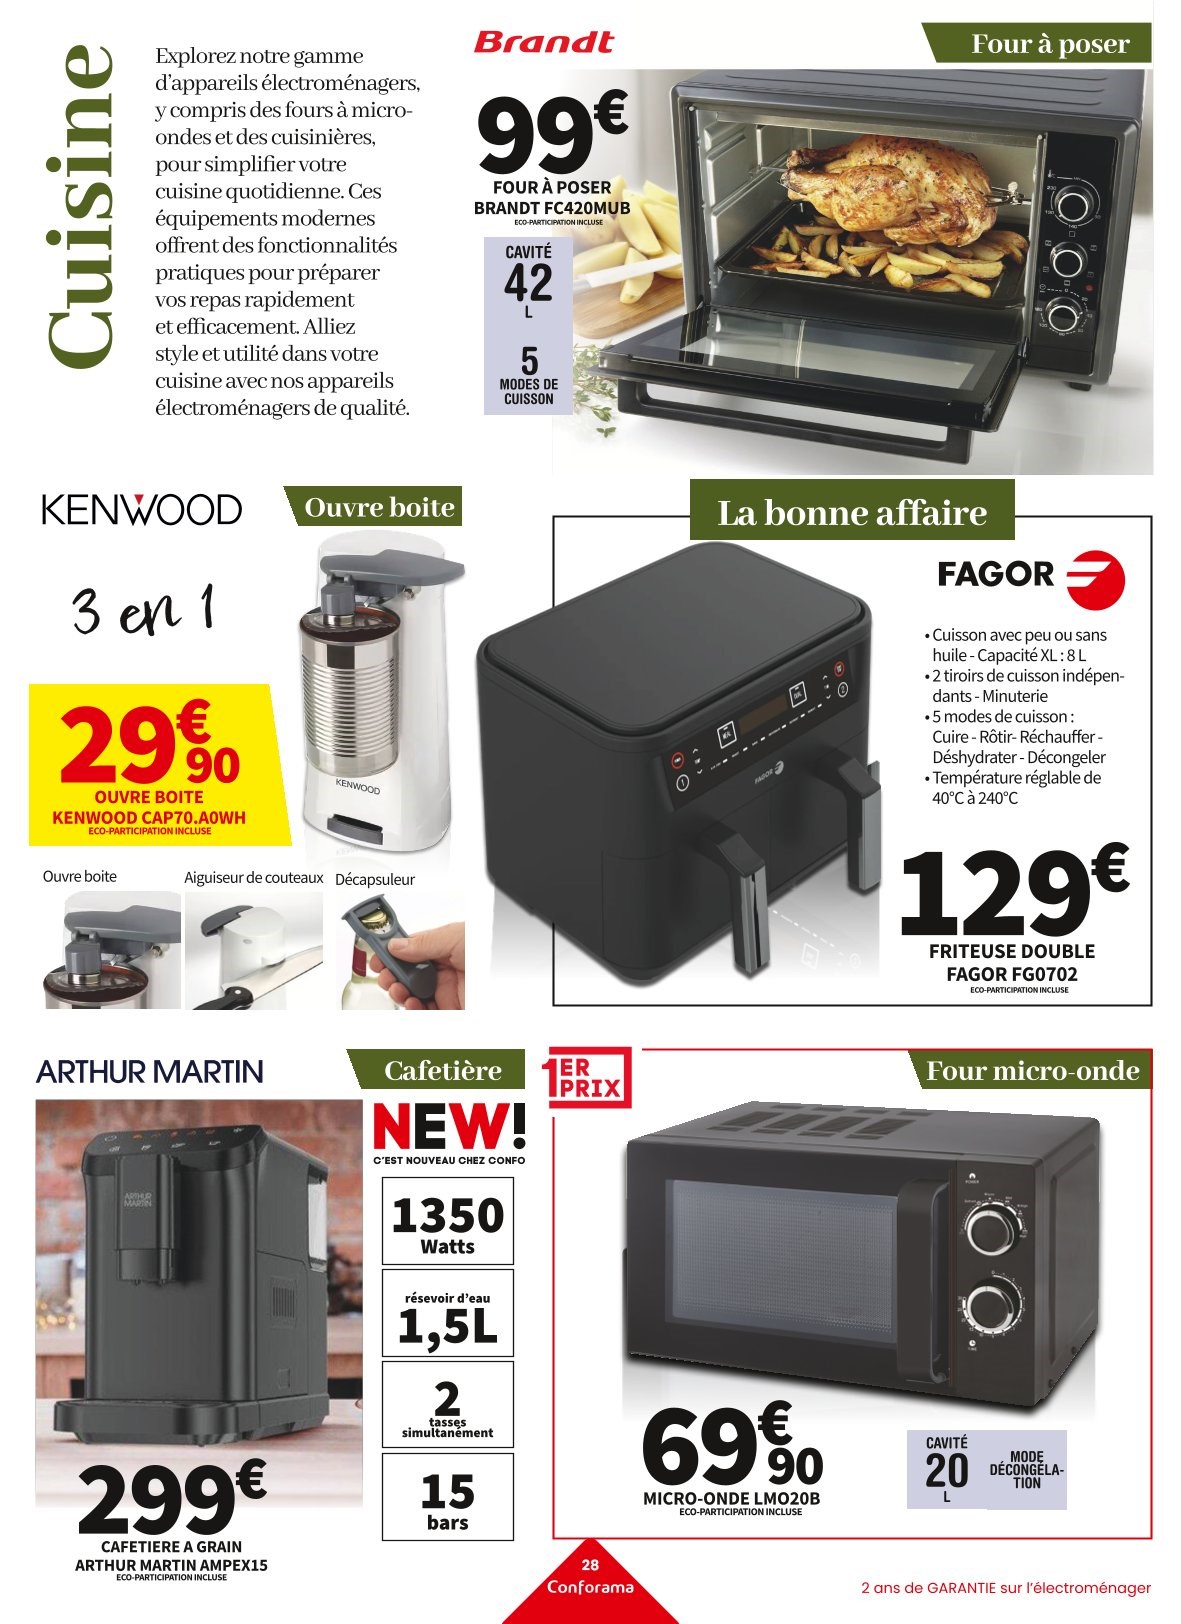 Cuisine
Explorez notre gamme
d'appareils électroménagers,
y compris des fours à micro-
ondes et des cuisinières,
pour simplifier votre
cuisine quotidienne. Ces
équipements modernes
offrent des fonctionnalités
pratiques pour préparer
vos repas rapidement
et efficacement. Alliez
style et utilité dans votre
cuisine avec nos appareils
électroménagers de qualité.
Brandt
Four à poser
99€
FOUR À POSER
BRANDT FC420MUB
ECO-PARTICIPATION INCLUSE
CAVITÉ
42
L
5
MODES DE
CUISSON
KENWOOD
Ouvre boite
3 en 1
29€90
OUVRE BOITE
KENWOOD CAP70.A0WH
ECO-PARTICIPATION INCLUSE
KENWOOD
Ouvre boite
Aiguiseur de couteaux
Décapsuleur
La bonne affaire
FAGOR
• Cuisson avec peu ou sans
huile - Capacité XL : 8 L
• 2 tiroirs de cuisson indépen-
dants - Minuterie
• 5 modes de cuisson :
Cuire - Rôtir- Réchauffer -
Déshydrater - Décongeler
• Température réglable de
40°C à 240°C
FAGOR
129€
FRITEUSE DOUBLE
FAGOR FG0702
ECO-PARTICIPATION INCLUSE
ARTHUR MARTIN
Cafetière
NEW!
C'EST NOUVEAU CHEZ CONFO
ARTHUR
MARTIN
1350
Watts
résevoir d'eau
1,5L
2
tasses
simultanément
15
bars
299€
CAFETIERE A GRAIN
ARTHUR MARTIN AMPEX15
ECO-PARTICIPATION INCLUSE
1ER
PRIX
Four micro-onde
69€90
MICRO-ONDE LMO20B
ECO-PARTICIPATION INCLUSE
CAVITÉ
20
L
MODE
DÉCONGÉLA-
TION
28
Conforama
2 ans de GARANTIE sur l'électroménager